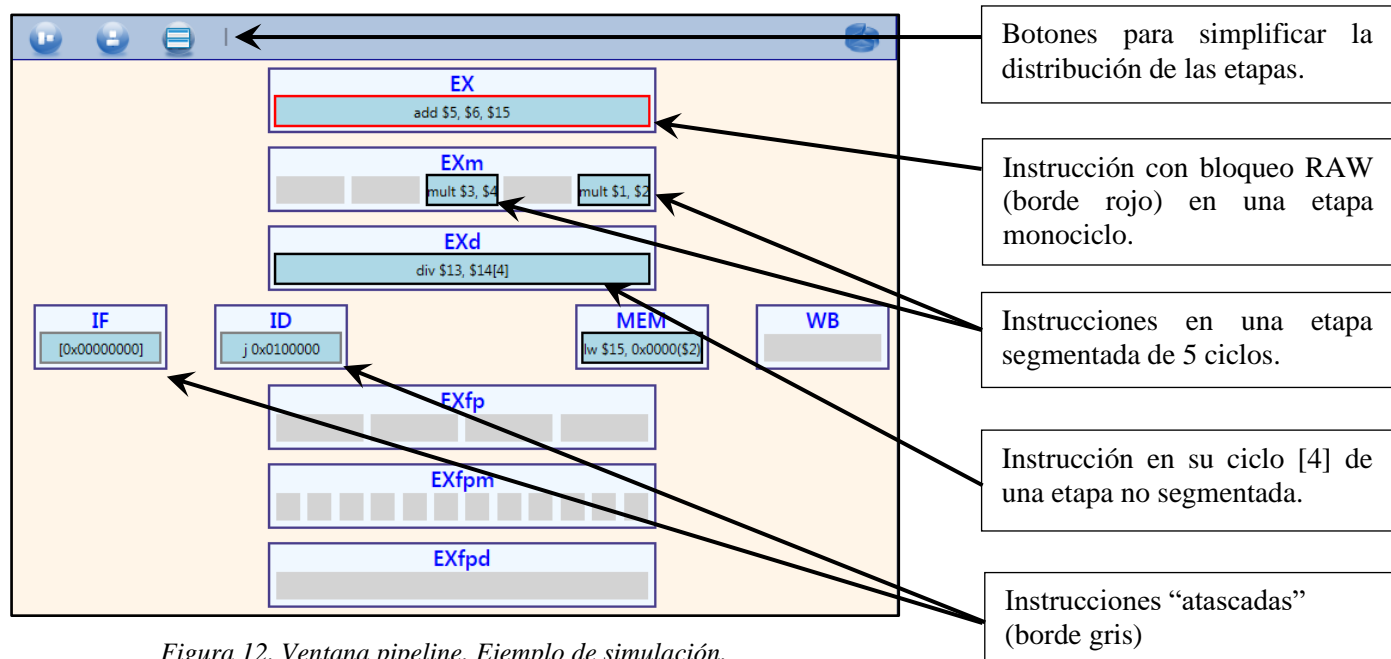 EX
add $5, $6, $15
EXm
mult $3, $4
mult $1, $2
EXd
div $13, $14[4]
IF
[0x00000000]
ID
j 0x0100000
MEM
lw $15, 0x0000($2)
WB
EXfp
EXfpm
EXfpd
Botones para simplificar la
distribución de las etapas.
Instrucción con bloqueo RAW
(borde rojo) en una etapa
monociclo.
Instrucciones en una etapa
segmentada de 5 ciclos.
Instrucción en su ciclo [4] de
una etapa no segmentada.
Instrucciones “atascadas”
(borde gris)
Figura 12. Ventana pipeline. Ejemplo de simulación.